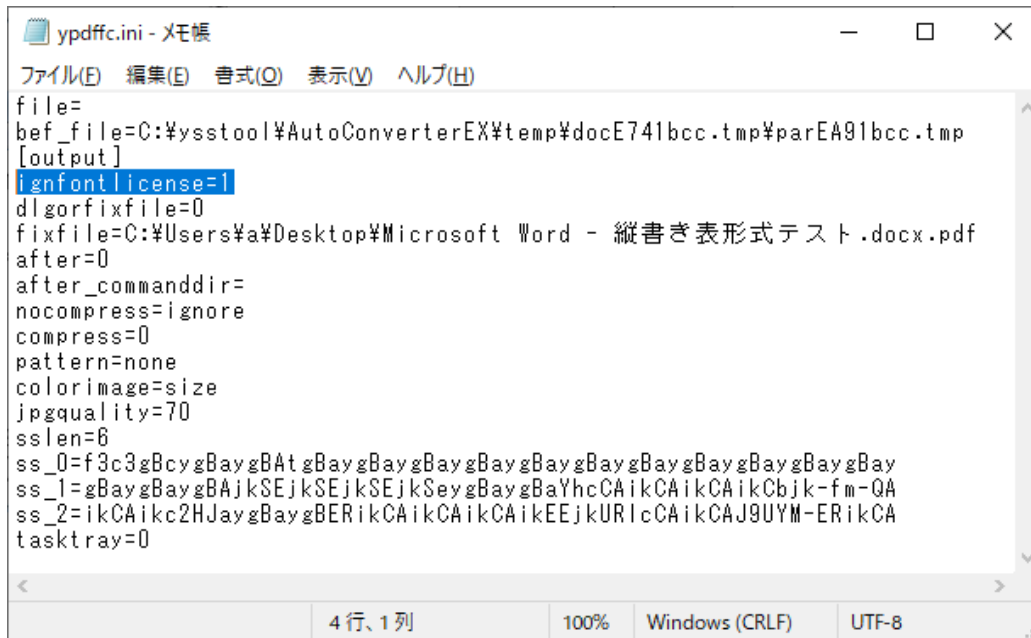 ypdffc.ini - メモ帳
ファイル(F) 編集(E) 書式(O) 表示(V) ヘルプ(H)
file=
bef_file=C:¥ysstool¥AutoConverterEX¥temp¥docE741bcc.tmp¥parEA91bcc.tmp
[output]
ignfontlicense=1
dlgorfixfile=0
fixfile=C:¥Users¥a¥Desktop¥Microsoft Word - 縦書き表形式テスト.docx.pdf
after=0
after_commanddir=
nocompress=ignore
compress=0
pattern=none
colorimage=size
jpgquality=70
sslen=6
ss_0=f3c3gBcygBaygBAtgBaygBaygBaygBaygBaygBaygBaygBaygBaygBaygBay
ss_1=gBaygBaygBAjkSEjkSEjkSEjkSeygBaygBaYhcCAikCAikCAikCbjk-fm-QA
ss_2=ikCAikc2HJaygBaygBERikCAikCAikCAikEEjkURlcCAikCAJ9UYM-ERikCA
tasktray=0
4 行、1 列 100% Windows (CRLF) UTF-8